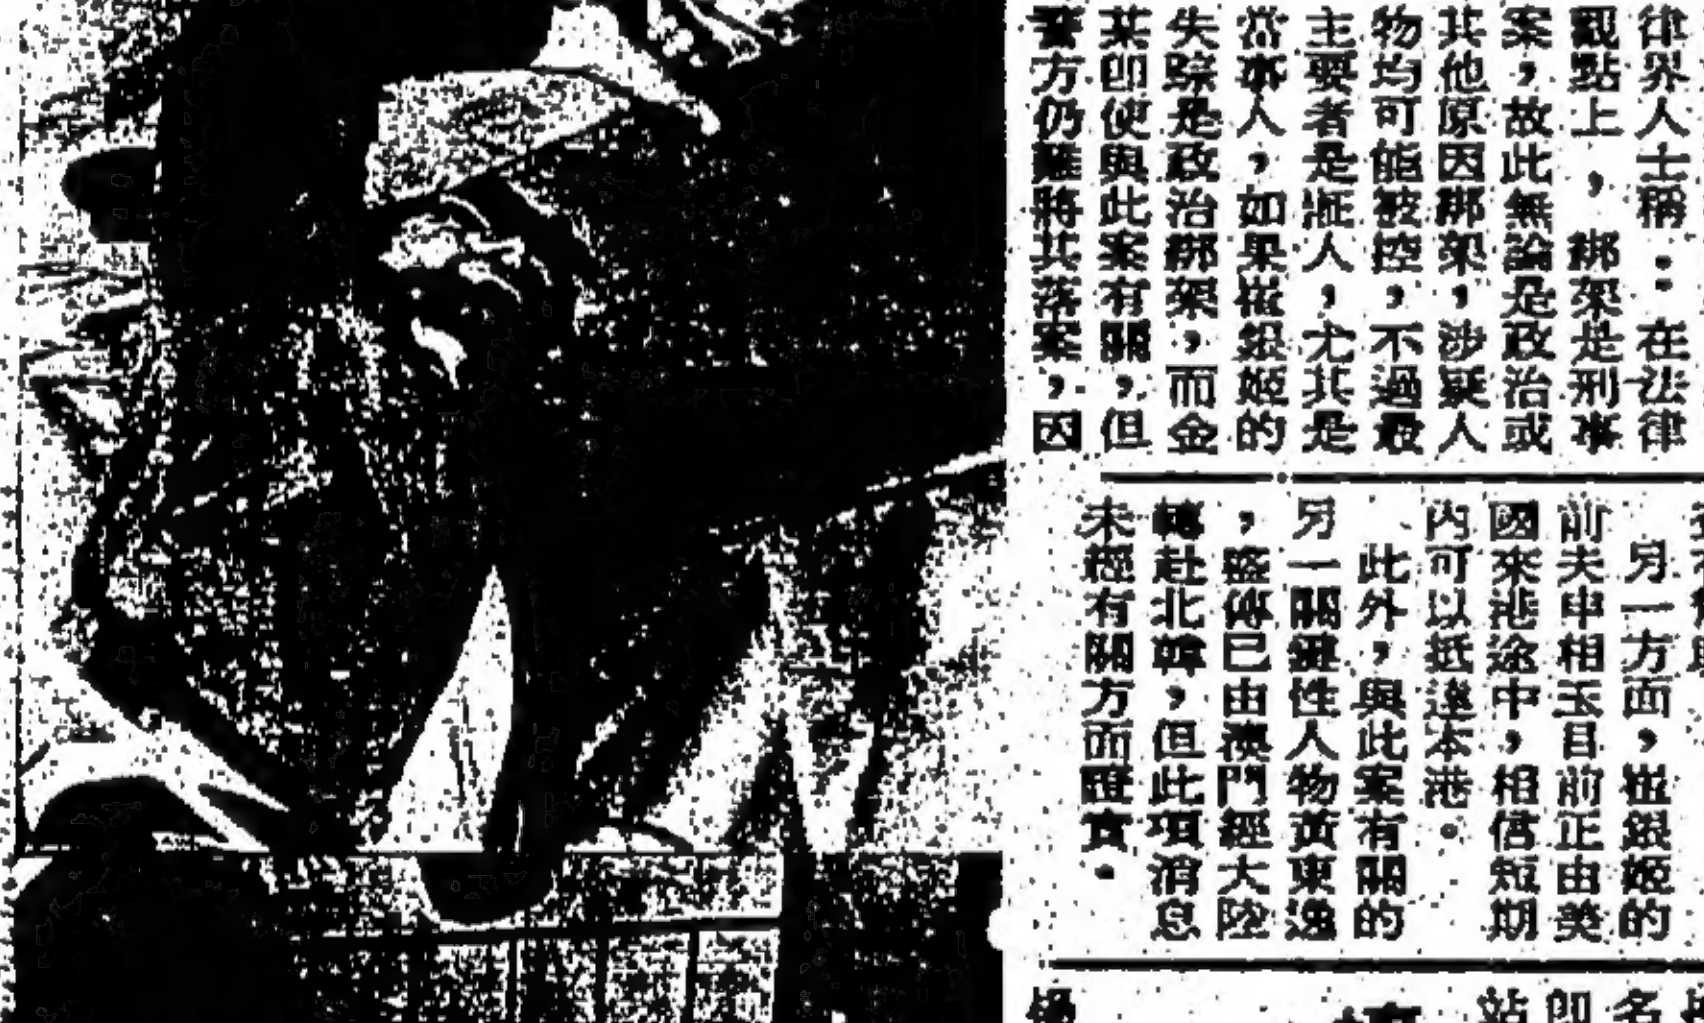 律界人士稱：在法律
觀點上，綁架是刑事
案，故此無論是政治或
其他原因綁架，涉疑人
物均可能被控，不過最
主要者是涯人，尤其是
當事人，如果崔銀姬的
失踪是政治綁架，而金
某卽使與此案有關，但
警方仍難將其落案，因
另一方面，崔銀姬的
前夫申相玉目前正由美
國來港途中，相信短期
內可以抵達本港。
此外，與此案有關的
另一關鍵性人物黃東逸
，盛傳已由澳門經大陸
轉赴北韓，但此項消息
未經有關方面證實。
站
卽
名